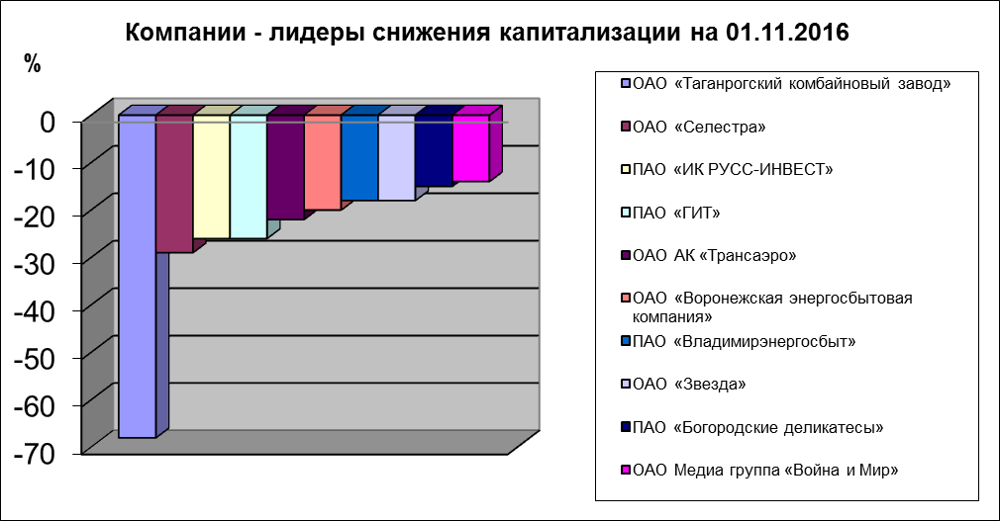 Компании - лидеры снижения капитализации на 01.11.2016
%
0
-10
-20
-30
-40
-50
-60
-70
ОАО «Таганрогский комбайновый завод»
ОАО «Селестра»
ПАО «ИК РУСС-ИНВЕСТ»
ПАО «ГИТ»
ОАО АК «Трансаэро»
ОАО «Воронежская энергосбытовая
компания»
ПАО «Владимирэнергосбыт»
ОАО «Звезда»
ПАО «Богородские деликатесы»
ОАО Медиа группа «Война и Мир»